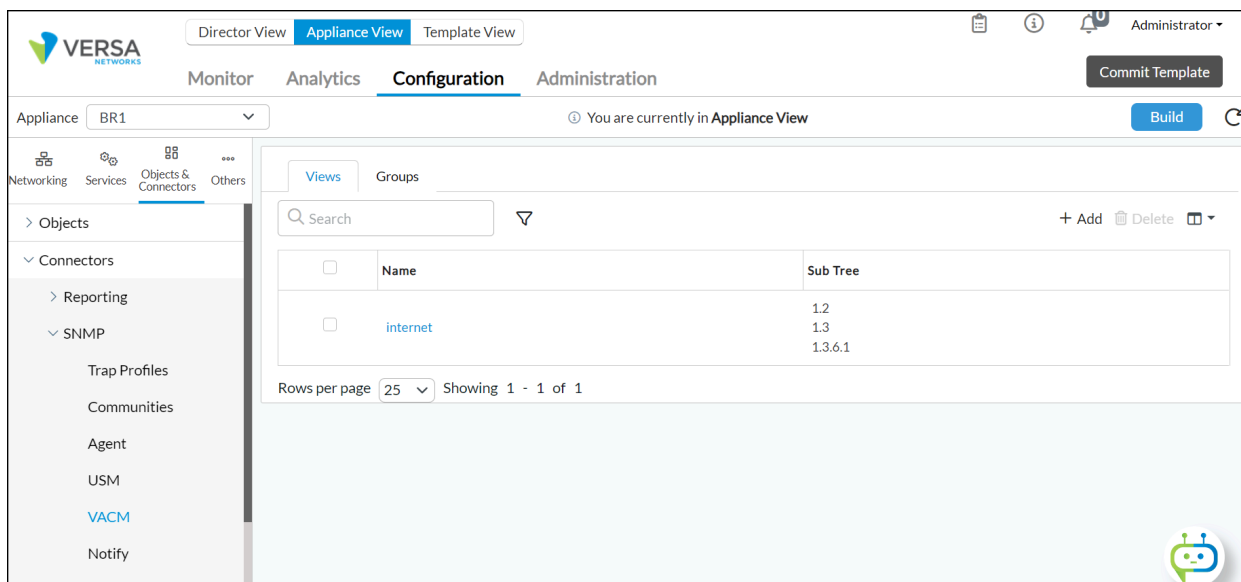 VERSA
NETWORKS
Director View Appliance View Template View
0
Administrator
Monitor Analytics Configuration Administration
Commit Template
Appliance BR1
You are currently in Appliance View
Build
Networking Services Objects & Connectors Others
Views Groups
Search
+ Add Delete
Objects
Connectors
Reporting
SNMP
Trap Profiles
Communities
Agent
USM
VACM
Notify
Name Sub Tree
internet
1.2
1.3
1.3.6.1
Rows per page 25 Showing 1 - 1 of 1